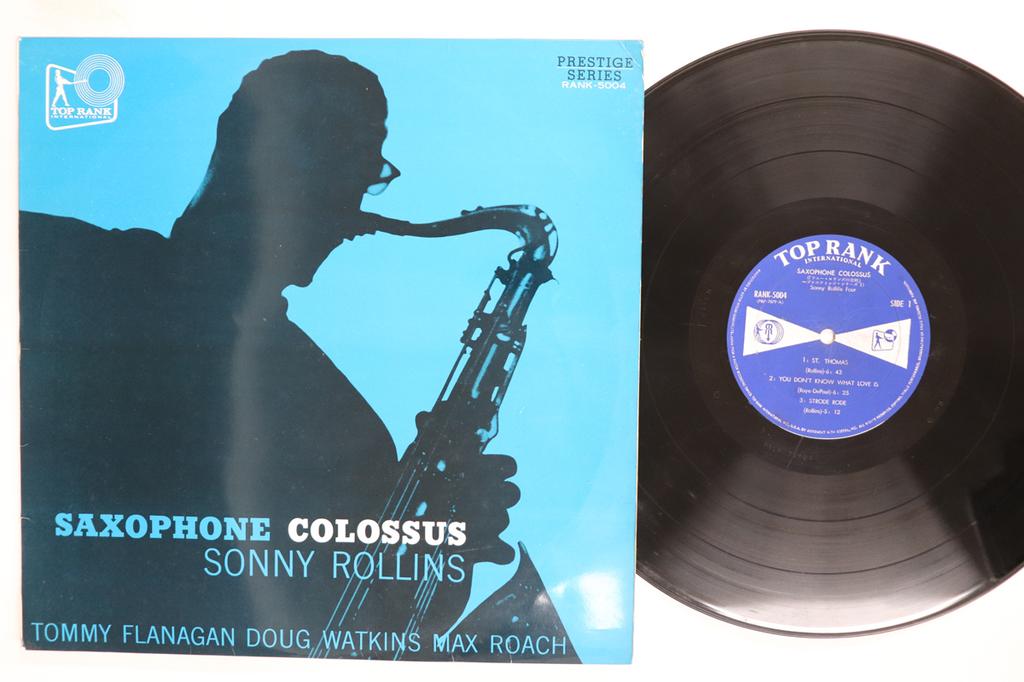 TOP RANK
INTERNATIONAL
PRESTIGE
SERIES
RANK-5004
SAXOPHONE COLOSSUS
SONNY ROLLINS
TOMMY FLANAGAN DOUG WATKINS MAX ROACH
TOP RANK
INTERNATIONAL
SAXOPHONE COLOSSUS
Sonny Rollins Four
RANK-5004
SIDE 1
1: ST. THOMAS
(Rollins)-6:42
2: YOU DON'T KNOW WHAT LOVE IS
(Raye-DePaul)-6:25
3: STRODE RODE
(Rollins)-5:12